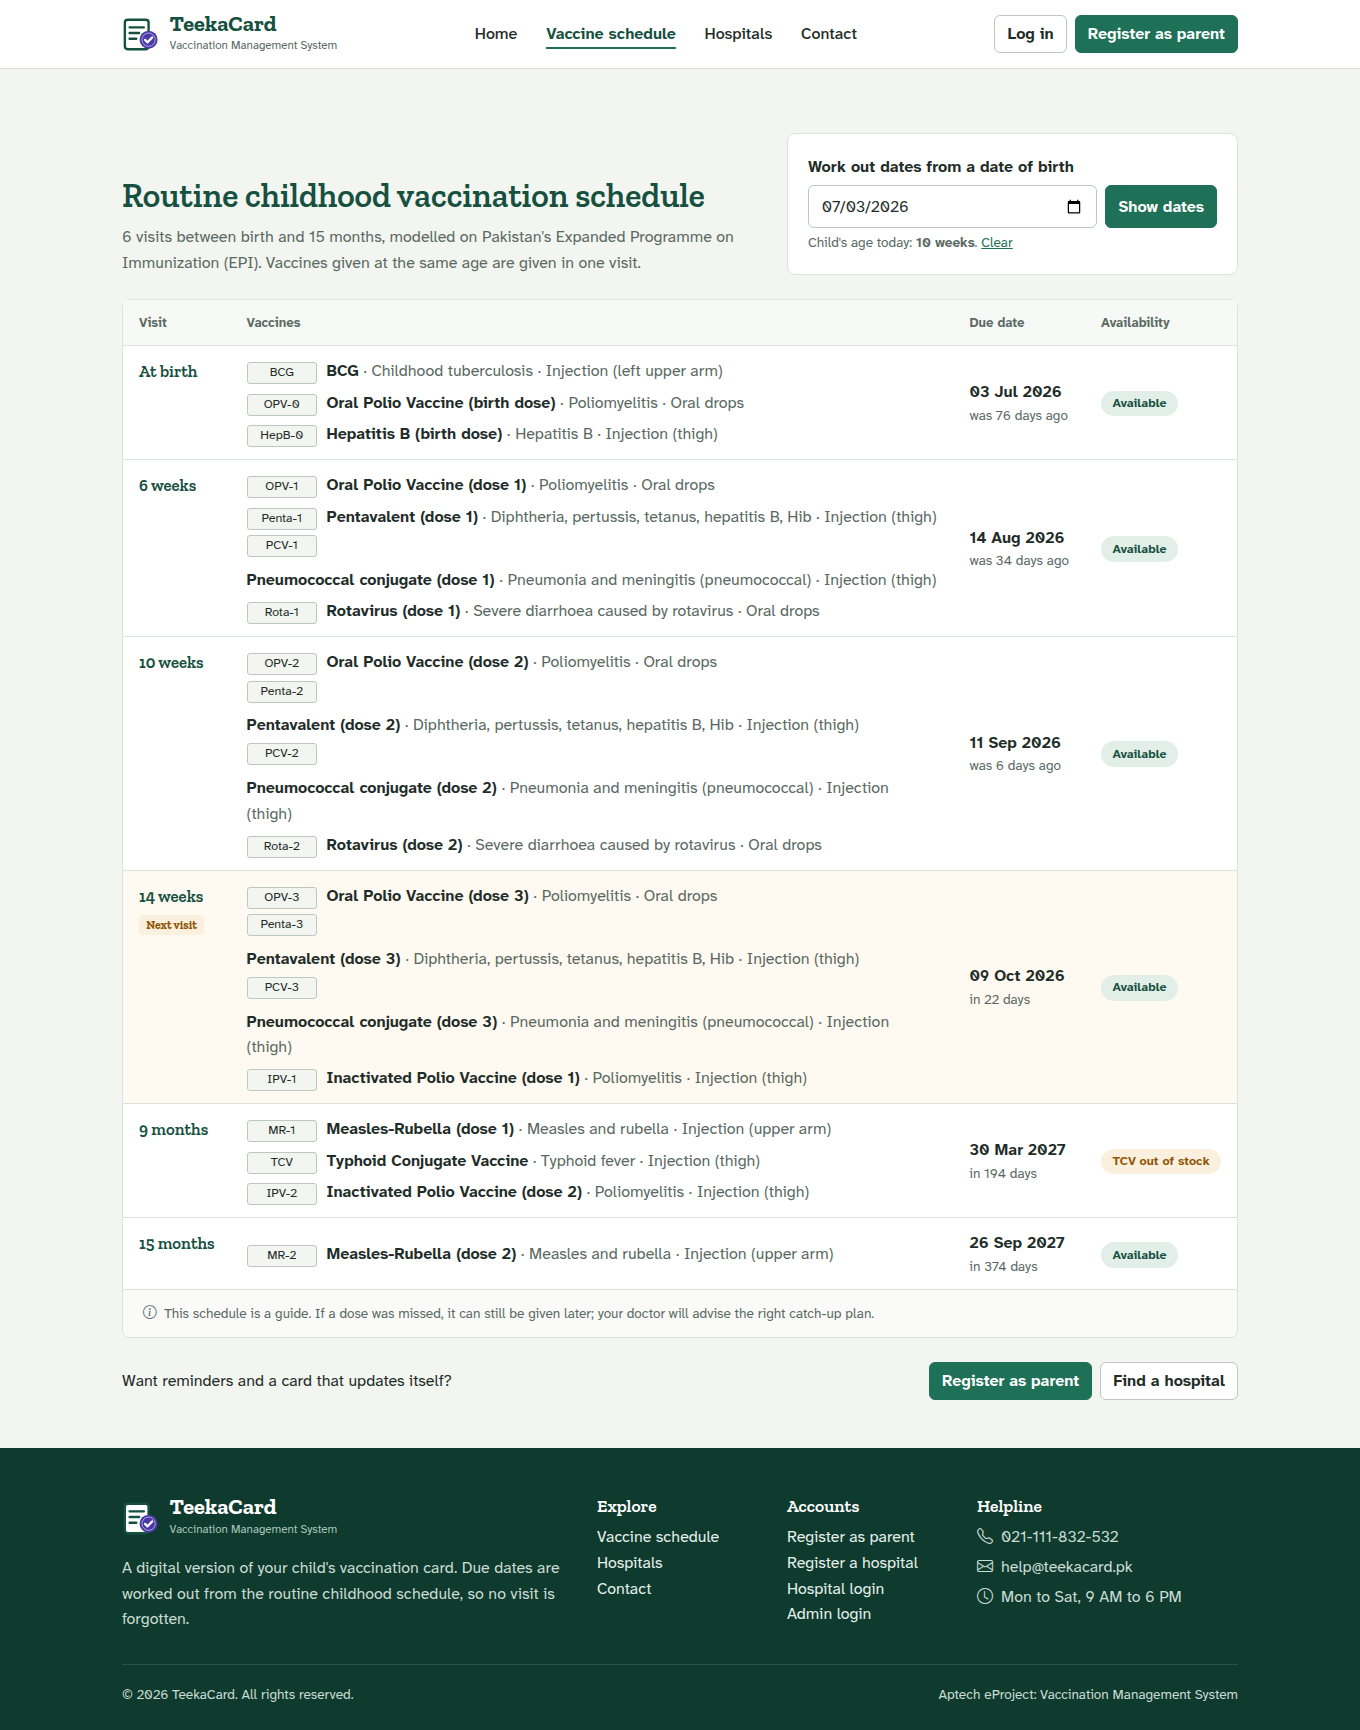 TeekaCard
Vaccination Management System
Home
Vaccine schedule
Hospitals
Contact
Log in
Register as parent
Routine childhood vaccination schedule
6 visits between birth and 15 months, modelled on Pakistan's Expanded Programme on
Immunization (EPI). Vaccines given at the same age are given in one visit.
Work out dates from a date of birth
07/03/2026
Show dates
Child's age today: 10 weeks. Clear
Visit
Vaccines
Due date
Availability
At birth
BCG BCG · Childhood tuberculosis · Injection (left upper arm)
OPV-0 Oral Polio Vaccine (birth dose) · Poliomyelitis · Oral drops
HepB-0 Hepatitis B (birth dose) · Hepatitis B · Injection (thigh)
03 Jul 2026
was 76 days ago
Available
6 weeks
OPV-1 Oral Polio Vaccine (dose 1) · Poliomyelitis · Oral drops
Penta-1 Pentavalent (dose 1) · Diphtheria, pertussis, tetanus, hepatitis B, Hib · Injection (thigh)
PCV-1
Pneumococcal conjugate (dose 1) · Pneumonia and meningitis (pneumococcal) · Injection (thigh)
Rota-1 Rotavirus (dose 1) · Severe diarrhoea caused by rotavirus · Oral drops
14 Aug 2026
was 34 days ago
Available
10 weeks
OPV-2 Oral Polio Vaccine (dose 2) · Poliomyelitis · Oral drops
Penta-2
Pentavalent (dose 2) · Diphtheria, pertussis, tetanus, hepatitis B, Hib · Injection (thigh)
PCV-2
Pneumococcal conjugate (dose 2) · Pneumonia and meningitis (pneumococcal) · Injection
(thigh)
Rota-2 Rotavirus (dose 2) · Severe diarrhoea caused by rotavirus · Oral drops
11 Sep 2026
was 6 days ago
Available
14 weeks
Next visit
OPV-3 Oral Polio Vaccine (dose 3) · Poliomyelitis · Oral drops
Penta-3
Pentavalent (dose 3) · Diphtheria, pertussis, tetanus, hepatitis B, Hib · Injection (thigh)
PCV-3
Pneumococcal conjugate (dose 3) · Pneumonia and meningitis (pneumococcal) · Injection
(thigh)
IPV-1 Inactivated Polio Vaccine (dose 1) · Poliomyelitis · Injection (thigh)
09 Oct 2026
in 22 days
Available
9 months
MR-1 Measles-Rubella (dose 1) · Measles and rubella · Injection (upper arm)
TCV Typhoid Conjugate Vaccine · Typhoid fever · Injection (thigh)
IPV-2 Inactivated Polio Vaccine (dose 2) · Poliomyelitis · Injection (thigh)
30 Mar 2027
in 194 days
TCV out of stock
15 months
MR-2 Measles-Rubella (dose 2) · Measles and rubella · Injection (upper arm)
26 Sep 2027
in 374 days
Available
This schedule is a guide. If a dose was missed, it can still be given later; your doctor will advise the right catch-up plan.
Want reminders and a card that updates itself?
Register as parent
Find a hospital
TeekaCard
Vaccination Management System
A digital version of your child's vaccination card. Due dates are
worked out from the routine childhood schedule, so no visit is
forgotten.
Explore
Vaccine schedule
Hospitals
Contact
Accounts
Register as parent
Register a hospital
Hospital login
Admin login
Helpline
021-111-832-532
help@teekacard.pk
Mon to Sat, 9 AM to 6 PM
© 2026 TeekaCard. All rights reserved.
Aptech eProject: Vaccination Management System